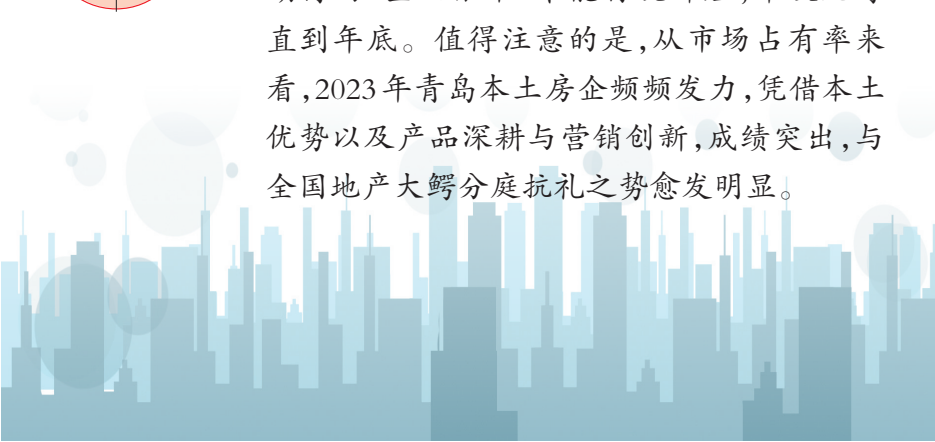 直到年底。值得注意的是,从市场占有率来
看,2023年青岛本土房企频频发力,凭借本土
优势以及产品深耕与营销创新,成绩突出,与
全国地产大鳄分庭抗礼之势愈发明显。